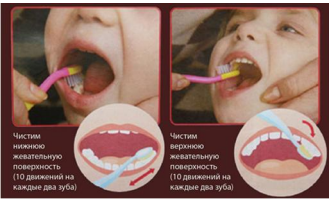 Чистим
нижнюю
жевательную
поверхность
(10 движений на
каждые два зуба)
Чистим
верхнюю
жевательную
поверхность
(10 движений на
каждые два зуба)